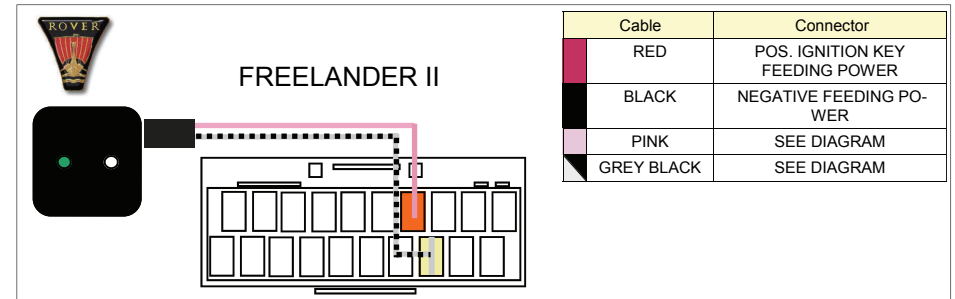 ROVER
FREELANDER II
Cable Connector
RED POS. IGNITION KEY
FEEDING POWER
BLACK NEGATIVE FEEDING PO-
WER
PINK SEE DIAGRAM
GREY BLACK SEE DIAGRAM